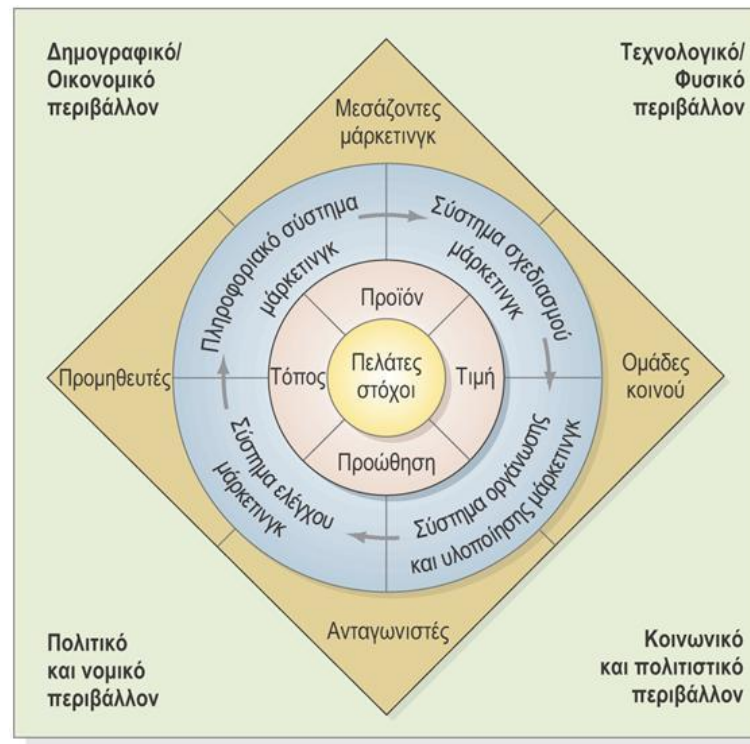 Δημογραφικό/
Οικονομικό
περιβάλλον
Τεχνολογικό/
Φυσικό
περιβάλλον
Μεσάζοντες
μάρκετινγκ
Πληροφοριακό σύστημα
μάρκετινγκ
Σύστημα σχεδιασμού
μάρκετινγκ
Προϊόν
Προμηθευτές
Τόπος
Πελάτες
στόχοι
Τιμή
Ομάδες
κοινού
Προώθηση
Σύστημα ελέγχου
μάρκετινγκ
Σύστημα οργάνωσης
και υλοποίησης μάρκετινγκ
Ανταγωνιστές
Πολιτικό
και νομικό
περιβάλλον
Κοινωνικό
και πολιτιστικό
περιβάλλον